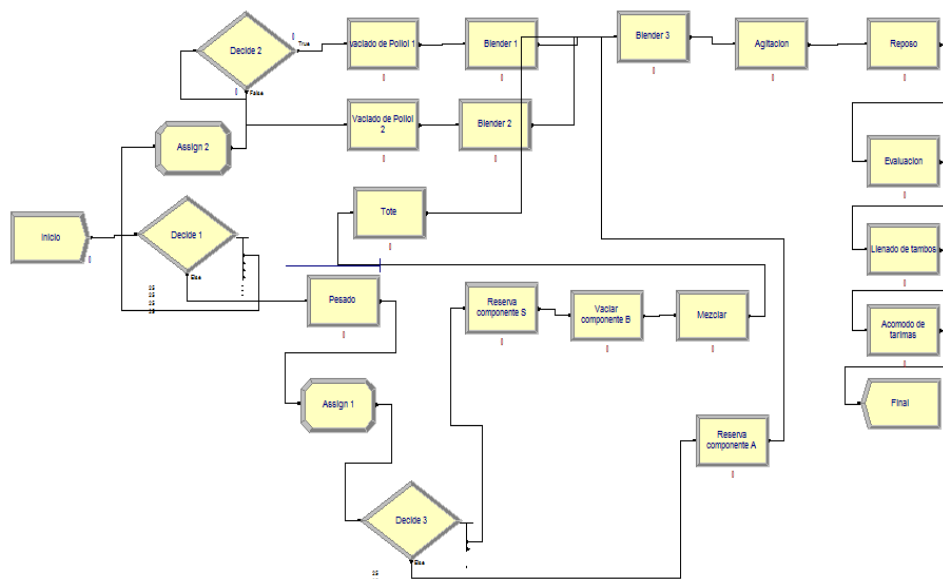 Decide 2
True
False
Vaciado de Poliol 1
Blender 1
Blender 3
Agitacion
Reposo
Vaciado de Poliol
2
Blender 2
Assign 2
Evaluacion
Inicio
Decide 1
Else
Tote
Llenado de tambos
Pesado
Reserva
componente S
Vaciar
componente B
Mezclar
Acomodo de
tarimas
Assign 1
Final
Reserva
componente A
Decide 3
Else